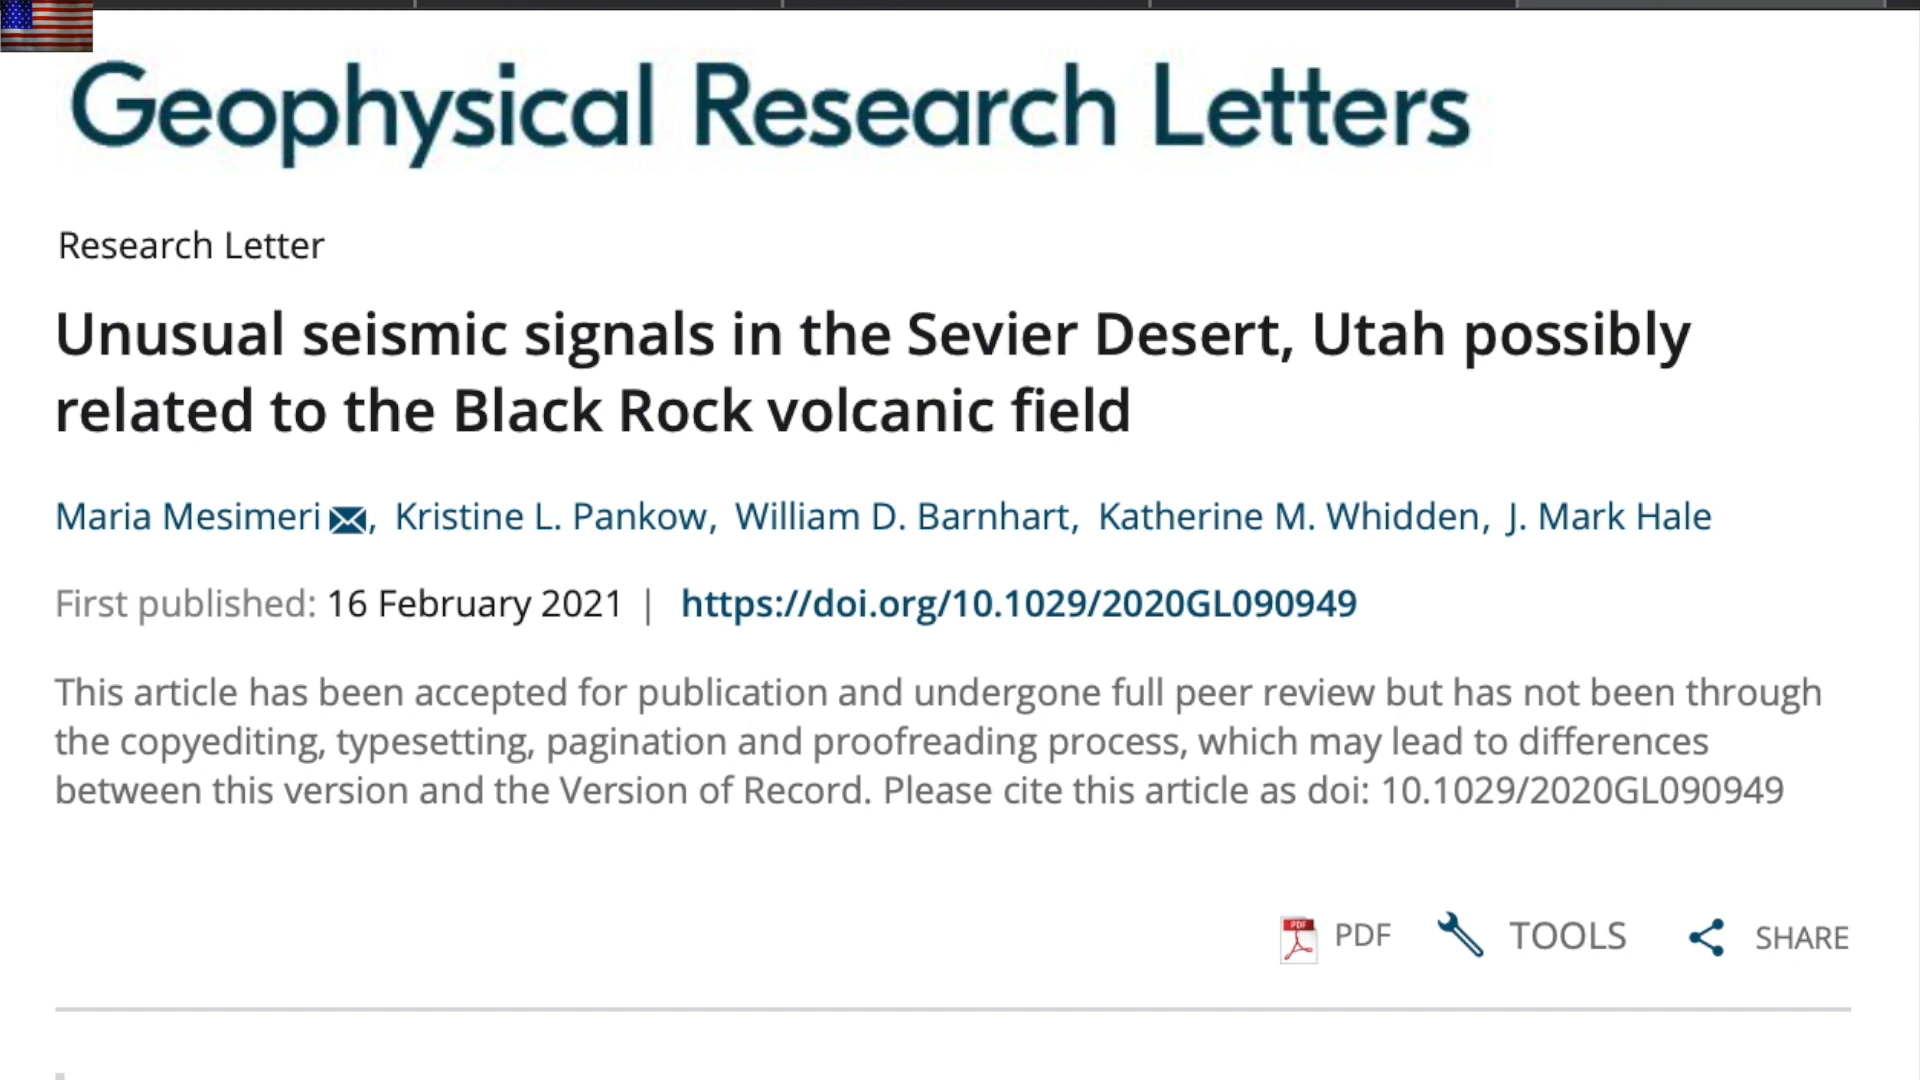 Geophysical Research Letters
Research Letter
Unusual seismic signals in the Sevier Desert, Utah possibly
related to the Black Rock volcanic field
Maria Mesimeri, Kristine L. Pankow, William D. Barnhart, Katherine M. Whidden, J. Mark Hale
First published: 16 February 2021 | https://doi.org/10.1029/2020GL090949
This article has been accepted for publication and undergone full peer review but has not been through
the copyediting, typesetting, pagination and proofreading process, which may lead to differences
between this version and the Version of Record. Please cite this article as doi: 10.1029/2020GL090949
PDF PDF TOOLS SHARE